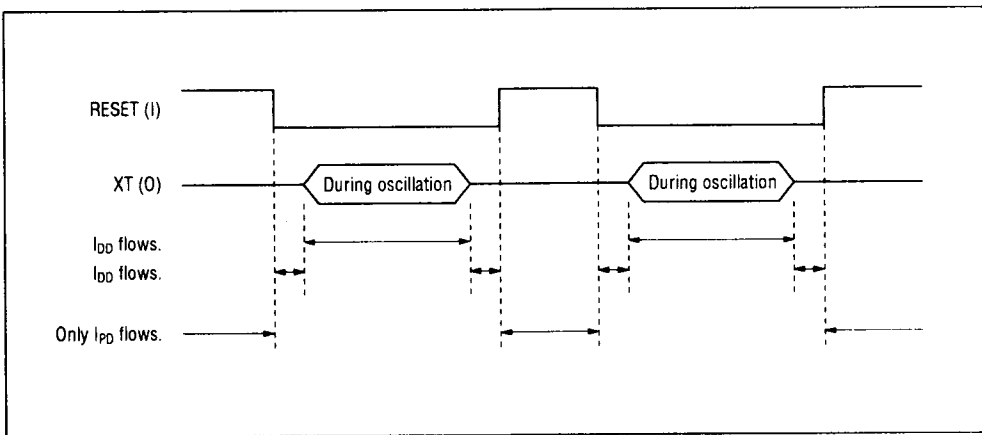 RESET (I)
XT (O)
During oscillation
During oscillation
IDD flows.
IDD flows.
Only IPD flows.